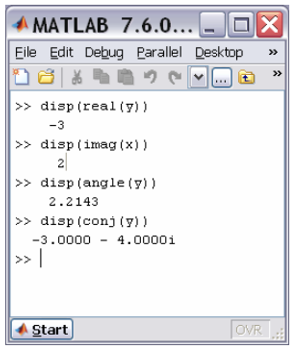 MATLAB 7.6.0...
File Edit Debug Parallel Desktop »
»
>> disp(real(y))
-3
>> disp(imag(x))
2
>> disp(angle(y))
2.2143
>> disp(conj(y))
-3.0000 - 4.0000i
>>
Start OVR